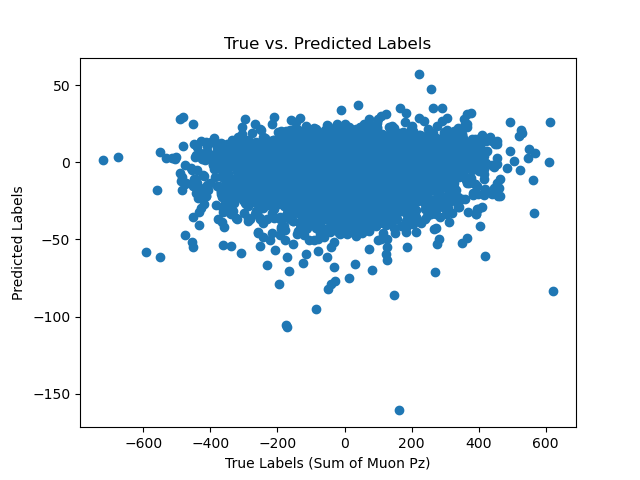 True vs. Predicted Labels
50
0
−50
−100
−150
Predicted Labels
−600 −400 −200 0 200 400 600
True Labels (Sum of Muon Pz)